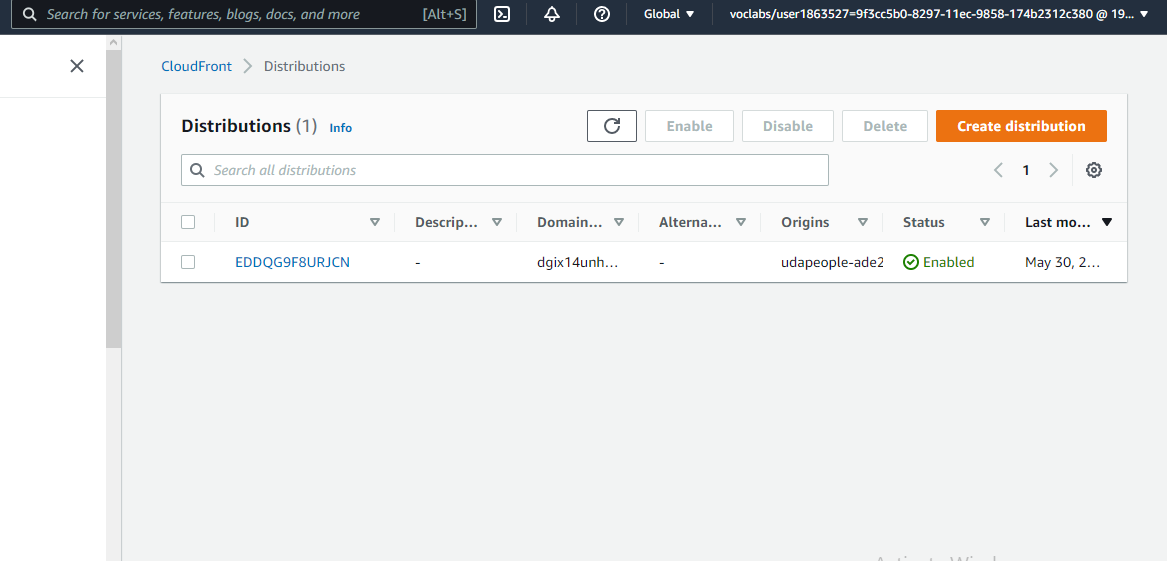 Search for services, features, blogs, docs, and more [Alt+S] Global voclabs/user1863527=9f3cc5b0-8297-11ec-9858-174b2312c380 @ 19...
CloudFront Distributions
Distributions (1) Info Enable Disable Delete Create distribution
Search all distributions 1
ID Descrip... Domain... Alterna... Origins Status Last mo...
EDDQG9F8URJCN - dgix14unh... - udapeople-ade2 Enabled May 30, 2...